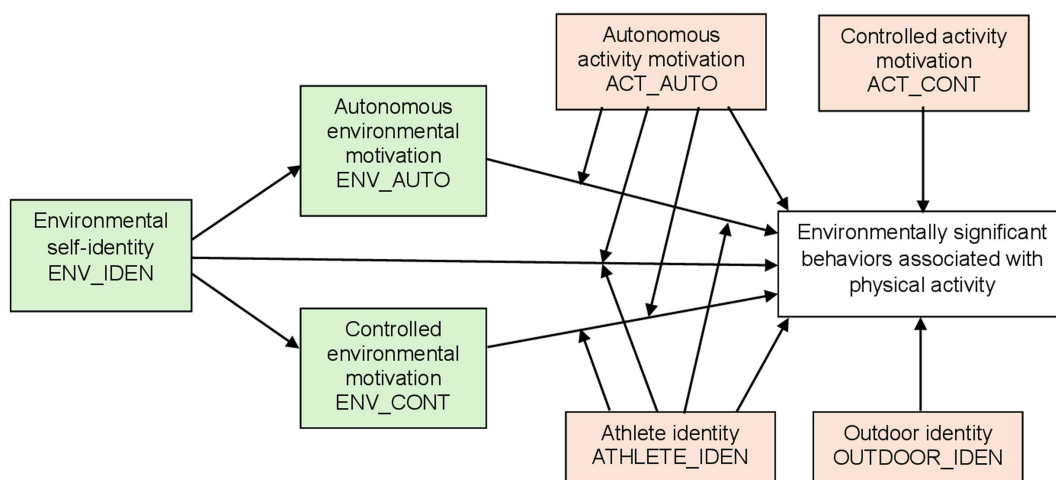 Autonomous
activity motivation
ACT_AUTO
Controlled activity
motivation
ACT_CONT
Autonomous
environmental
motivation
ENV_AUTO
Environmental
self-identity
ENV_IDEN
Environmentally significant
behaviors associated with
physical activity
Controlled
environmental
motivation
ENV_CONT
Athlete identity
ATHLETE_IDEN
Outdoor identity
OUTDOOR_IDEN